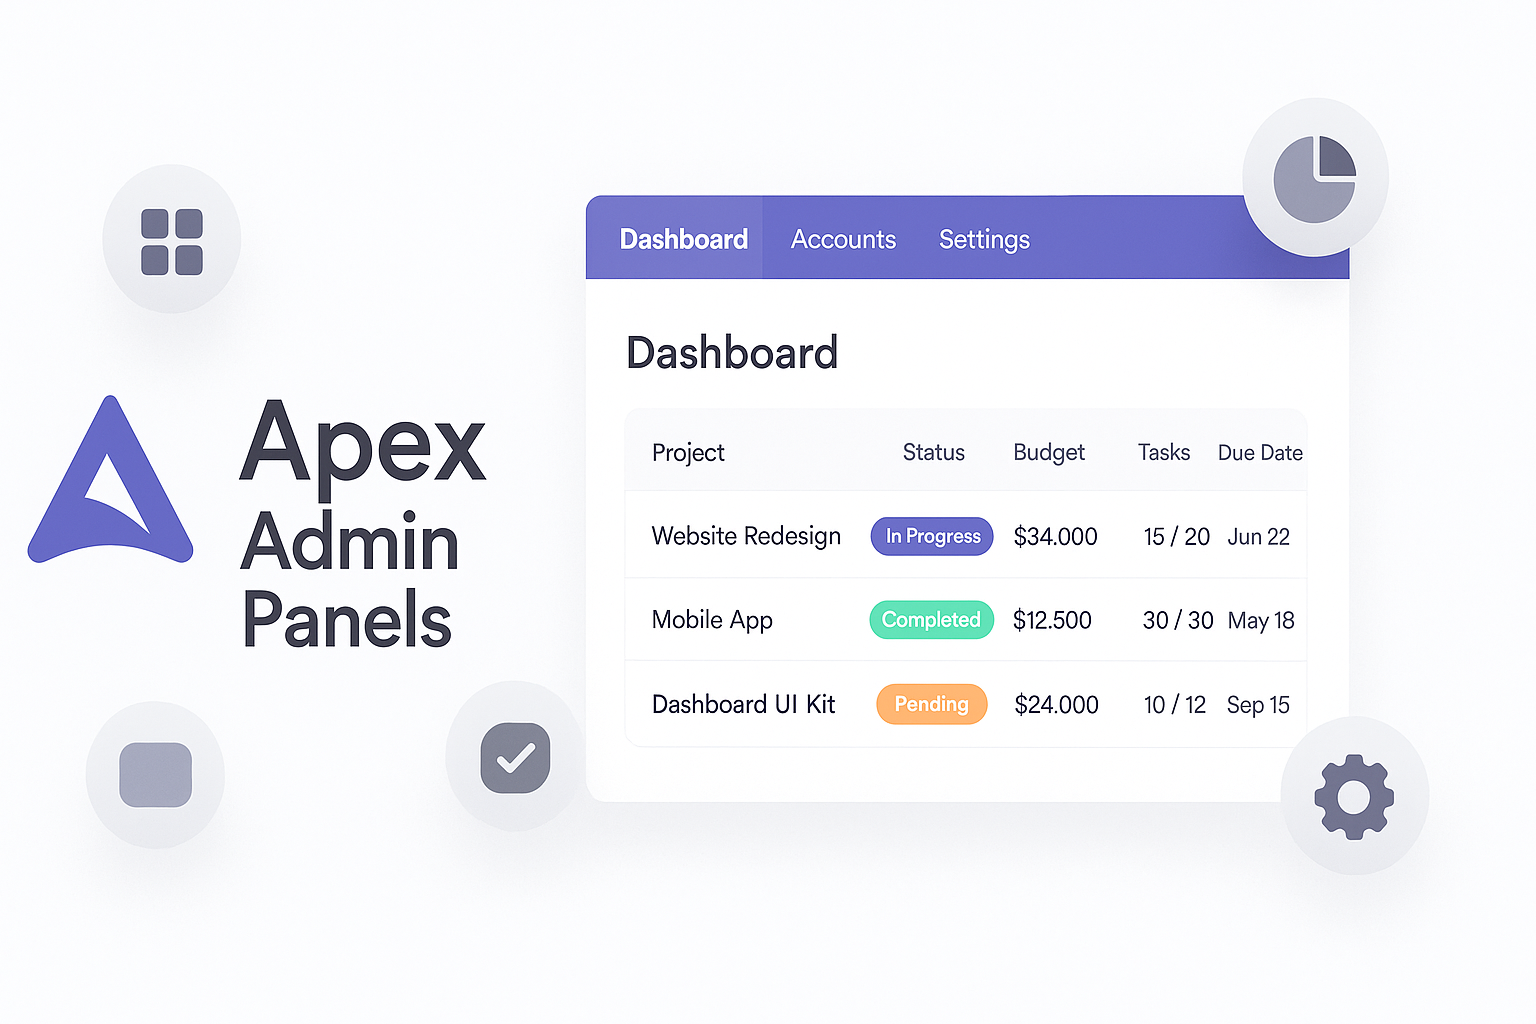 Apex
Admin
Panels
Dashboard Accounts Settings
Dashboard
Project Status Budget Tasks Due Date
Website Redesign In Progress $34.000 15 / 20 Jun 22
Mobile App Completed $12.500 30 / 30 May 18
Dashboard UI Kit Pending $24.000 10 / 12 Sep 15